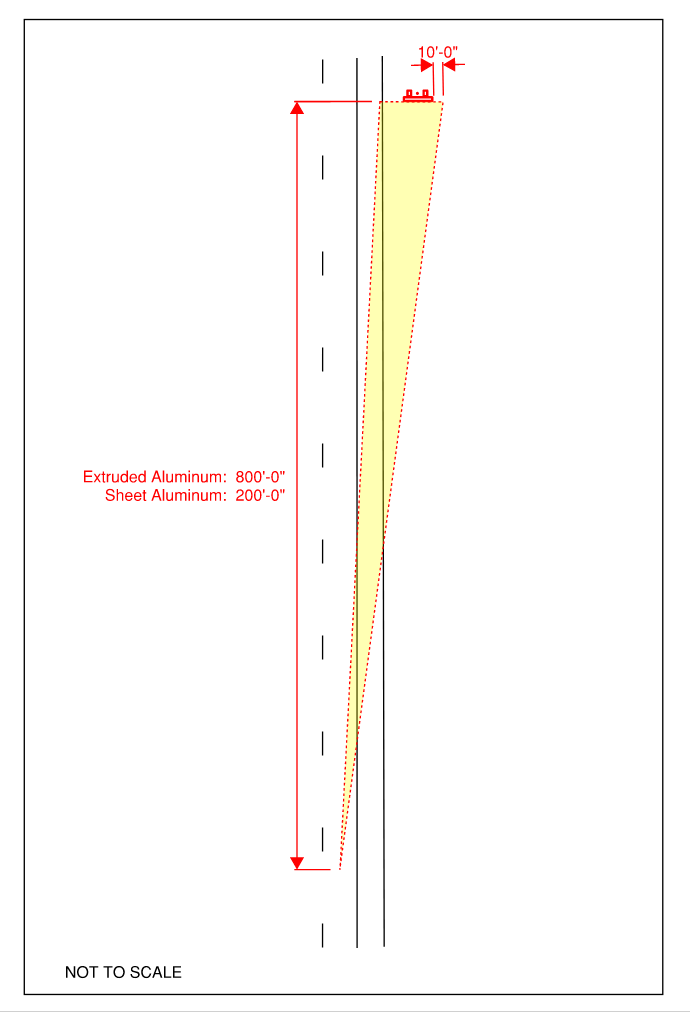 10'-0"
Extruded Aluminum: 800'-0"
Sheet Aluminum: 200'-0"
NOT TO SCALE